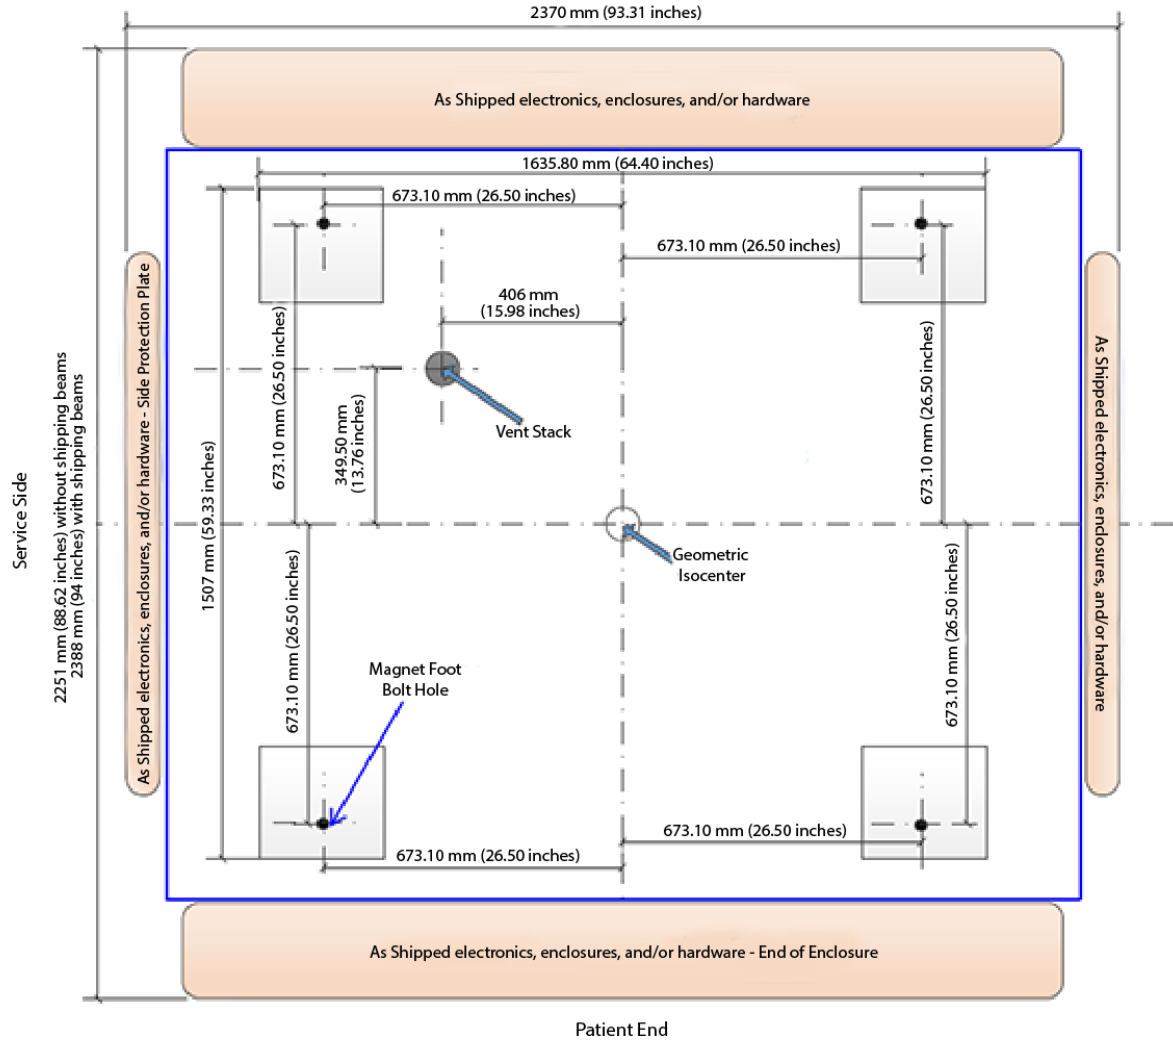 2370 mm (93.31 inches)
As Shipped electronics, enclosures, and/or hardware
1635.80 mm (64.40 inches)
673.10 mm (26.50 inches)
673.10 mm (26.50 inches)
406 mm
(15.98 inches)
Vent Stack
349.50 mm
(13.76 inches)
673.10 mm (26.50 inches)
673.10 mm (26.50 inches)
As Shipped electronics, enclosures, and/or hardware - Side Protection Plate
As Shipped electronics, enclosures, and/or hardware
Service Side
2251 mm (88.62 inches) without shipping beams
2388 mm (94 inches) with shipping beams
1507 mm (59.33 inches)
Geometric
Isocenter
673.10 mm (26.50 inches)
673.10 mm (26.50 inches)
Magnet Foot
Bolt Hole
673.10 mm (26.50 inches)
673.10 mm (26.50 inches)
As Shipped electronics, enclosures, and/or hardware - End of Enclosure
Patient End